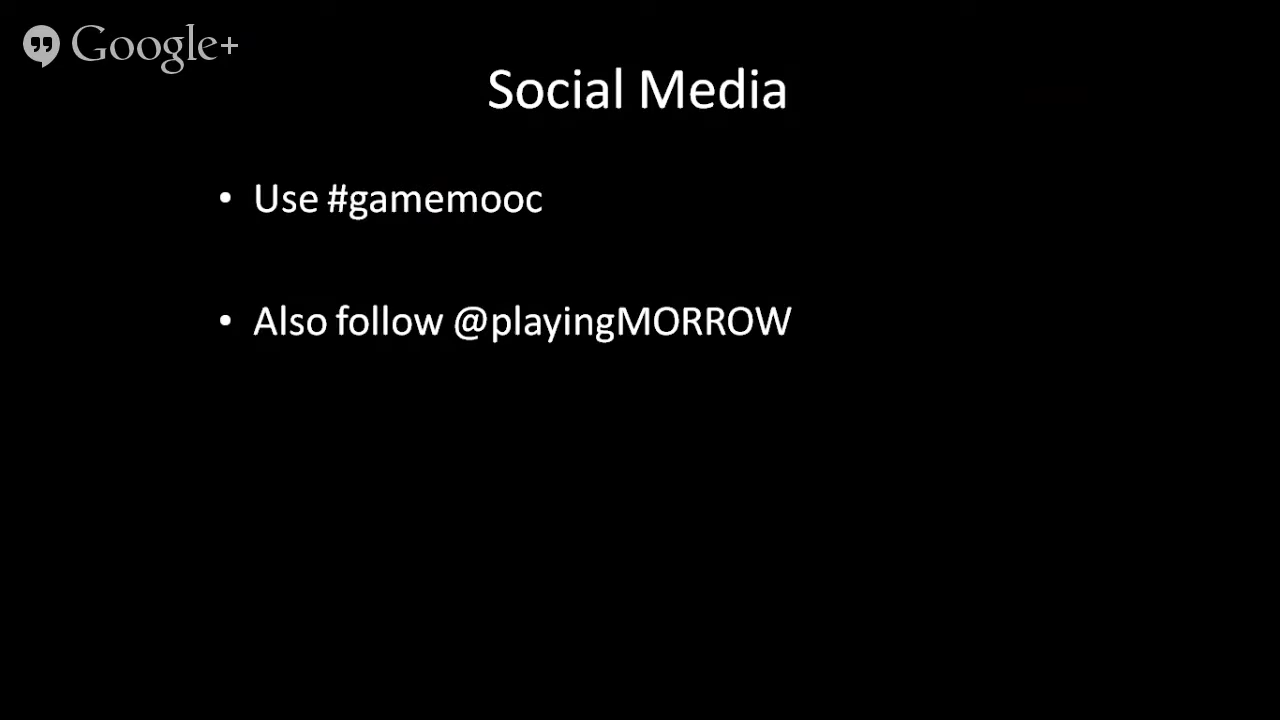 Google+
Social Media
• Use #gamemooc
• Also follow @playingMORROW